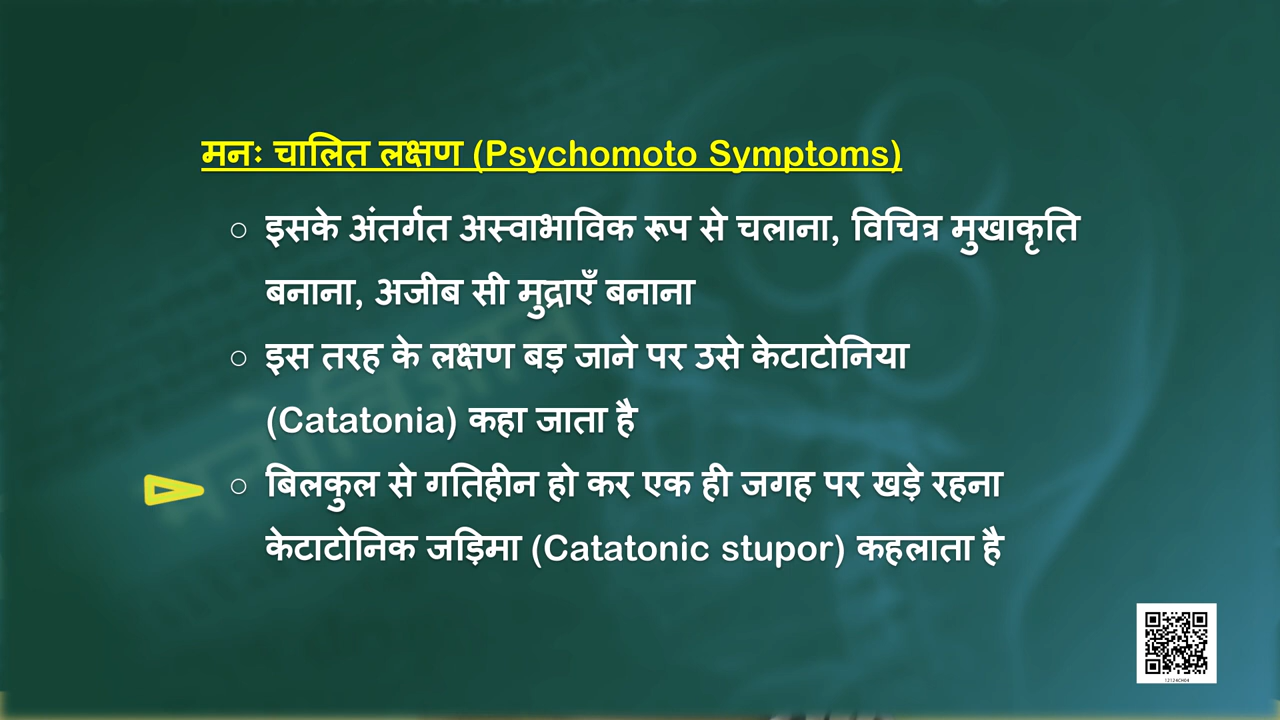 मनः चालित लक्षण (Psychomoto Symptoms)
○ इसके अंतर्गत अस्वाभाविक रूप से चलाना, विचित्र मुखाकृति
बनाना, अजीब सी मुद्राएँ बनाना
○ इस तरह के लक्षण बड़ जाने पर उसे केटाटोनिया
(Catatonia) कहा जाता है
○ बिलकुल से गतिहीन हो कर एक ही जगह पर खड़े रहना
केटाटोनिक जड़िमा (Catatonic stupor) कहलाता है
12124CH04